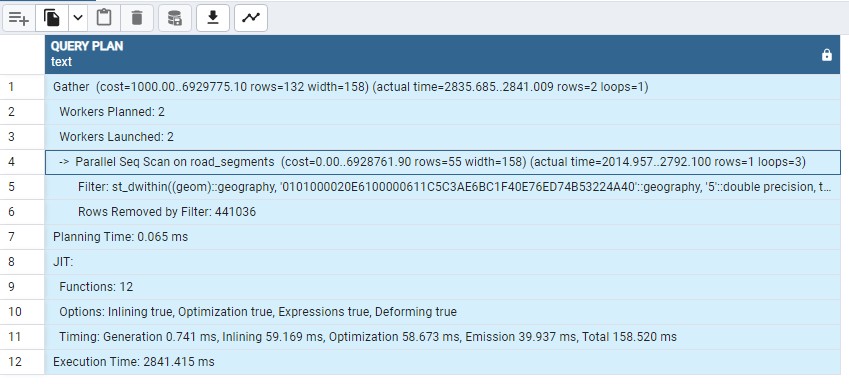 QUERY PLAN
text
1 Gather (cost=1000.00..6929775.10 rows=132 width=158) (actual time=2835.685..2841.009 rows=2 loops=1)
2 Workers Planned: 2
3 Workers Launched: 2
4 -> Parallel Seq Scan on road_segments (cost=0.00..6928761.90 rows=55 width=158) (actual time=2014.957..2792.100 rows=1 loops=3)
5 Filter: st_dwithin((geom)::geography, '0101000020E6100000611C5C3AE6BC1F40E76ED74B53224A40'::geography, '5'::double precision, t...
6 Rows Removed by Filter: 441036
7 Planning Time: 0.065 ms
8 JIT:
9 Functions: 12
10 Options: Inlining true, Optimization true, Expressions true, Deforming true
11 Timing: Generation 0.741 ms, Inlining 59.169 ms, Optimization 58.673 ms, Emission 39.937 ms, Total 158.520 ms
12 Execution Time: 2841.415 ms